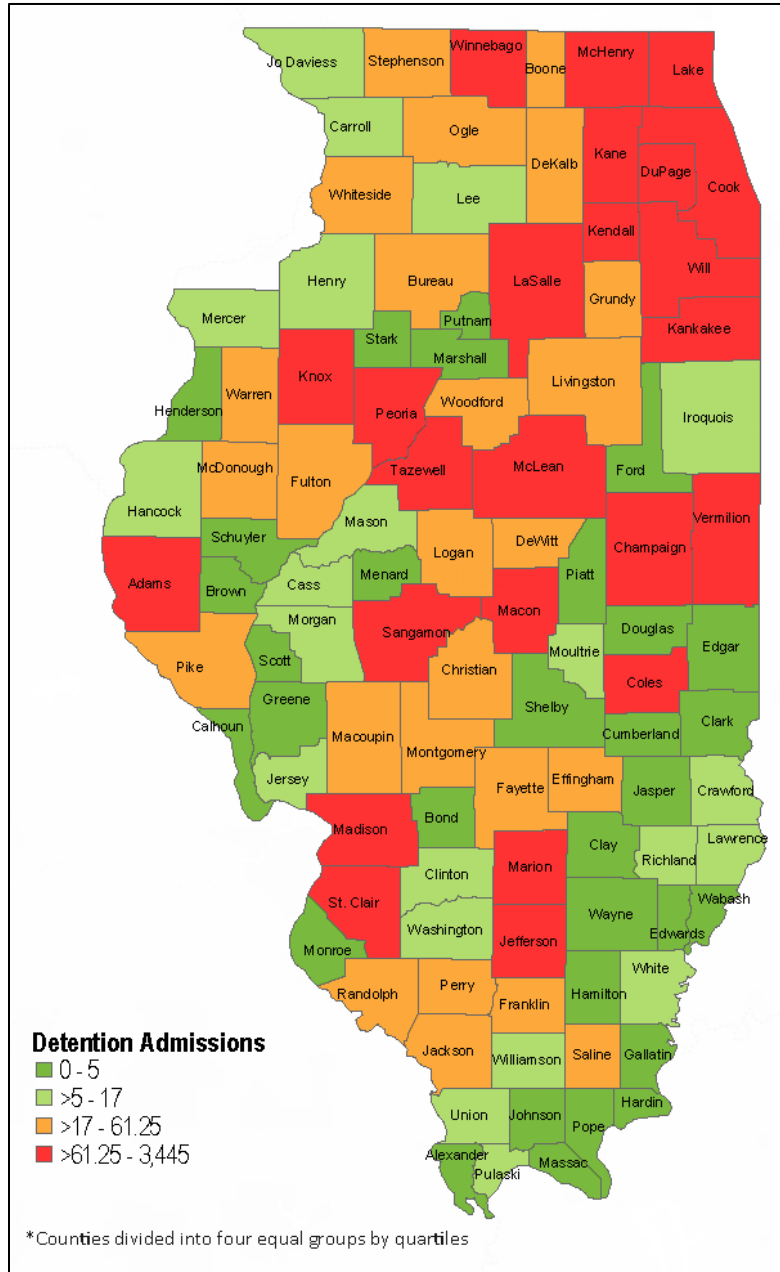 Jo Daviess
Stephenson
Winnebago
Boone
McHenry
Lake
Carroll
Ogle
DeKalb
Kane
DuPage
Cook
Whiteside
Lee
Kendall
Will
Henry
Bureau
LaSalle
Grundy
Mercer
Putnam
Kankakee
Stark
Marshall
Knox
Henderson
Warren
Peoria
Woodford
Livingston
Iroquois
McDonough
Fulton
Tazewell
McLean
Ford
Hancock
Mason
Vermilion
Schuyler
Logan
DeWitt
Champaign
Adams
Brown
Cass
Menard
Piatt
Macon
Morgan
Sangamon
Douglas
Pike
Scott
Christian
Moultrie
Edgar
Coles
Greene
Shelby
Calhoun
Macoupin
Montgomery
Cumberland
Clark
Jersey
Fayette
Effingham
Jasper
Crawford
Madison
Bond
Clay
Lawrence
Richland
Clinton
Marion
St. Clair
Wabash
Wayne
Washington
Edwards
Jefferson
Monroe
White
Randolph
Perry
Franklin
Hamilton
Jackson
Williamson
Saline
Gallatin
Union
Johnson
Hardin
Pope
Alexander
Pulaski
Massac
Detention Admissions
0 - 5
>5 - 17
>17 - 61.25
>61.25 - 3,445
*Counties divided into four equal groups by quartiles